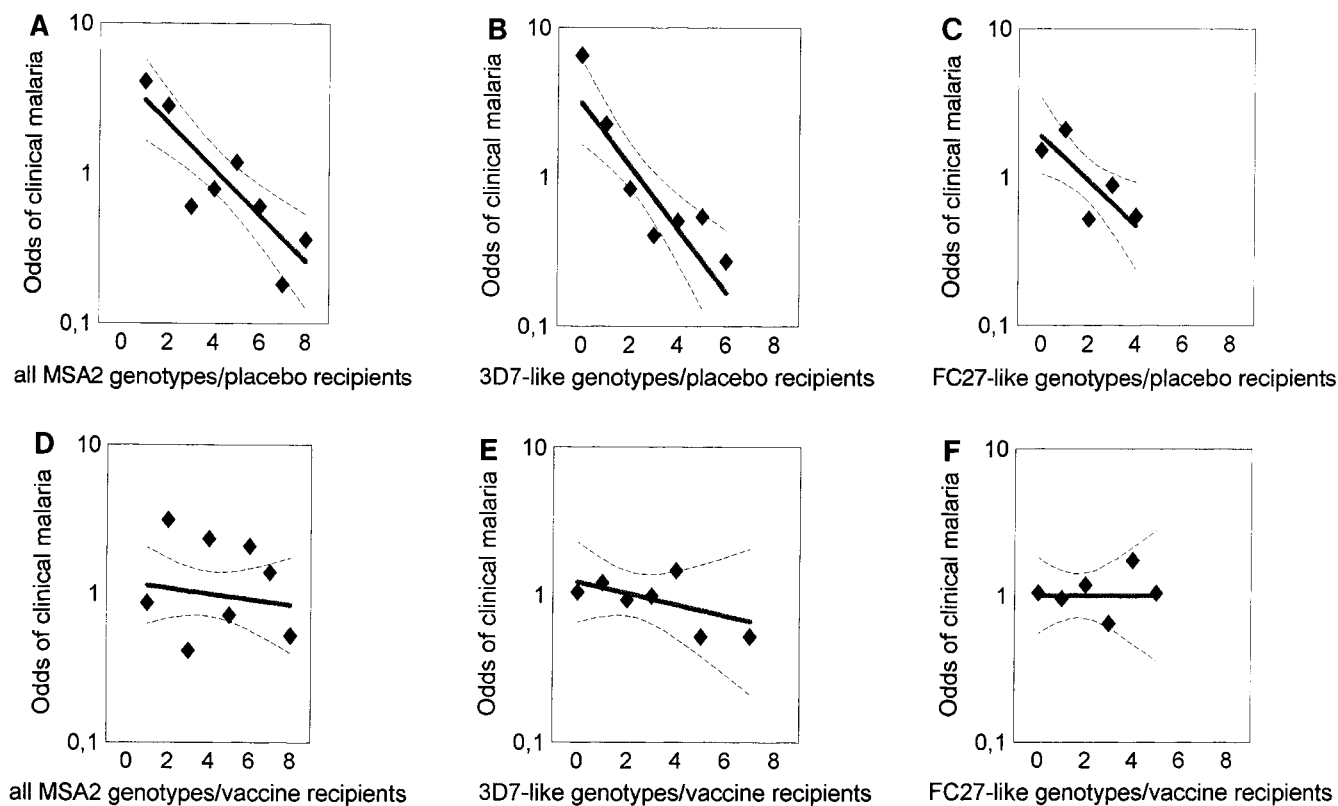 A
10
1
0,1
Odds of clinical malaria
0 2 4 6 8
all MSA2 genotypes/placebo recipients
B
10
1
0,1
Odds of clinical malaria
0 2 4 6 8
3D7-like genotypes/placebo recipients
C
10
1
0,1
Odds of clinical malaria
0 2 4 6 8
FC27-like genotypes/placebo recipients
D
10
1
0,1
Odds of clinical malaria
0 2 4 6 8
all MSA2 genotypes/vaccine recipients
E
10
1
0,1
Odds of clinical malaria
0 2 4 6 8
3D7-like genotypes/vaccine recipients
F
10
1
0,1
Odds of clinical malaria
0 2 4 6 8
FC27-like genotypes/vaccine recipients